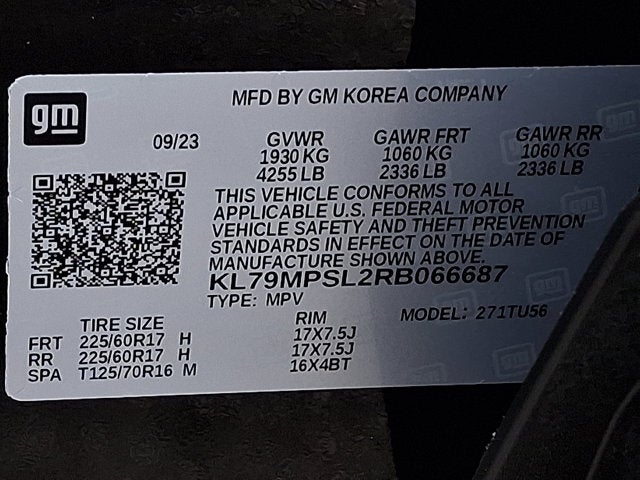 gm
MFD BY GM KOREA COMPANY
09/23 GVWR GAWR FRT GAWR RR
1930 KG 1060 KG 1060 KG
4255 LB 2336 LB 2336 LB
THIS VEHICLE CONFORMS TO ALL
APPLICABLE U.S. FEDERAL MOTOR
VEHICLE SAFETY AND THEFT PREVENTION
STANDARDS IN EFFECT ON THE DATE OF
MANUFACTURE SHOWN ABOVE.
KL79MPSL2RB066687
TYPE: MPV MODEL: 271TU56
TIRE SIZE RIM
FRT 225/60R17 H 17X7.5J
RR 225/60R17 H 17X7.5J
SPA T125/70R16 M 16X4BT